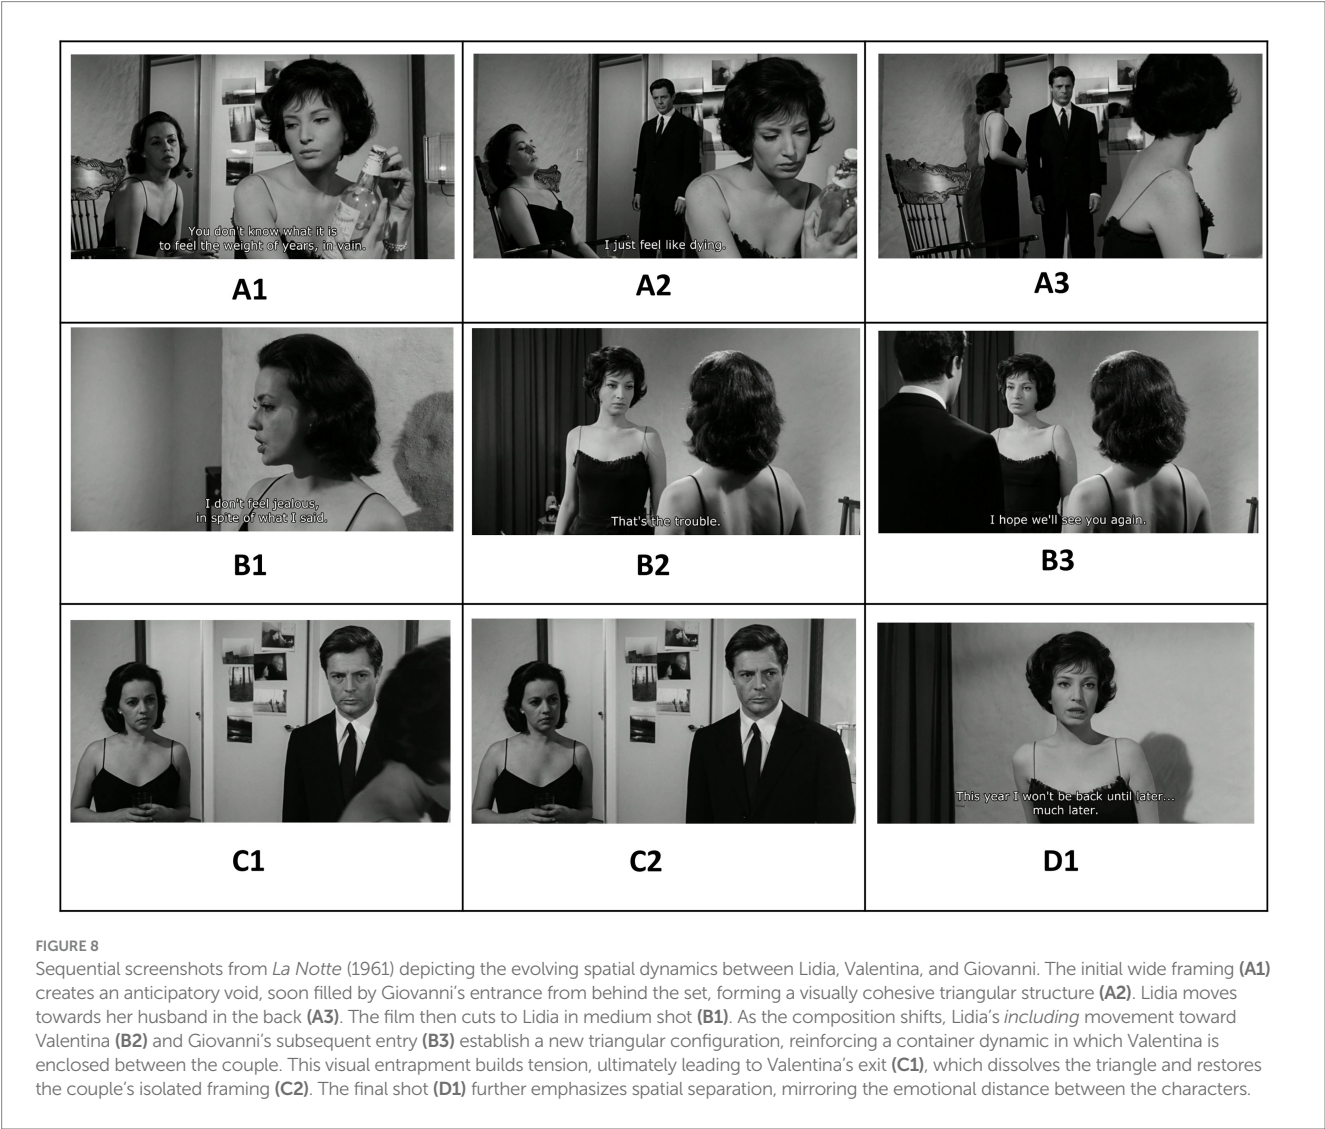 You don't know what it is
to feel the weight of years, in vain.
A1
I just feel like dying.
A2
A3
I don't feel jealous,
in spite of what I said.
B1
That's the trouble.
B2
I hope we'll see you again.
B3
C1
C2
This year I won't be back until later...
much later.
D1
FIGURE 8
Sequential screenshots from La Notte (1961) depicting the evolving spatial dynamics between Lidia, Valentina, and Giovanni. The initial wide framing (A1)
creates an anticipatory void, soon filled by Giovanni's entrance from behind the set, forming a visually cohesive triangular structure (A2). Lidia moves
towards her husband in the back (A3). The film then cuts to Lidia in medium shot (B1). As the composition shifts, Lidia's including movement toward
Valentina (B2) and Giovanni's subsequent entry (B3) establish a new triangular configuration, reinforcing a container dynamic in which Valentina is
enclosed between the couple. This visual entrapment builds tension, ultimately leading to Valentina's exit (C1), which dissolves the triangle and restores
the couple's isolated framing (C2). The final shot (D1) further emphasizes spatial separation, mirroring the emotional distance between the characters.